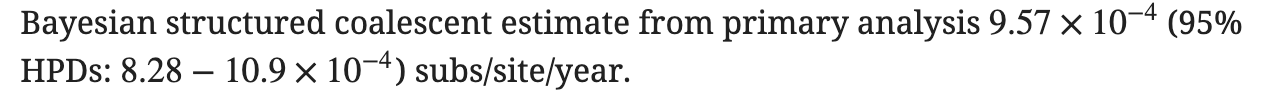 Bayesian structured coalescent estimate from primary analysis 9.57 × 10⁻⁴ (95%
HPDs: 8.28 – 10.9 × 10⁻⁴) subs/site/year.